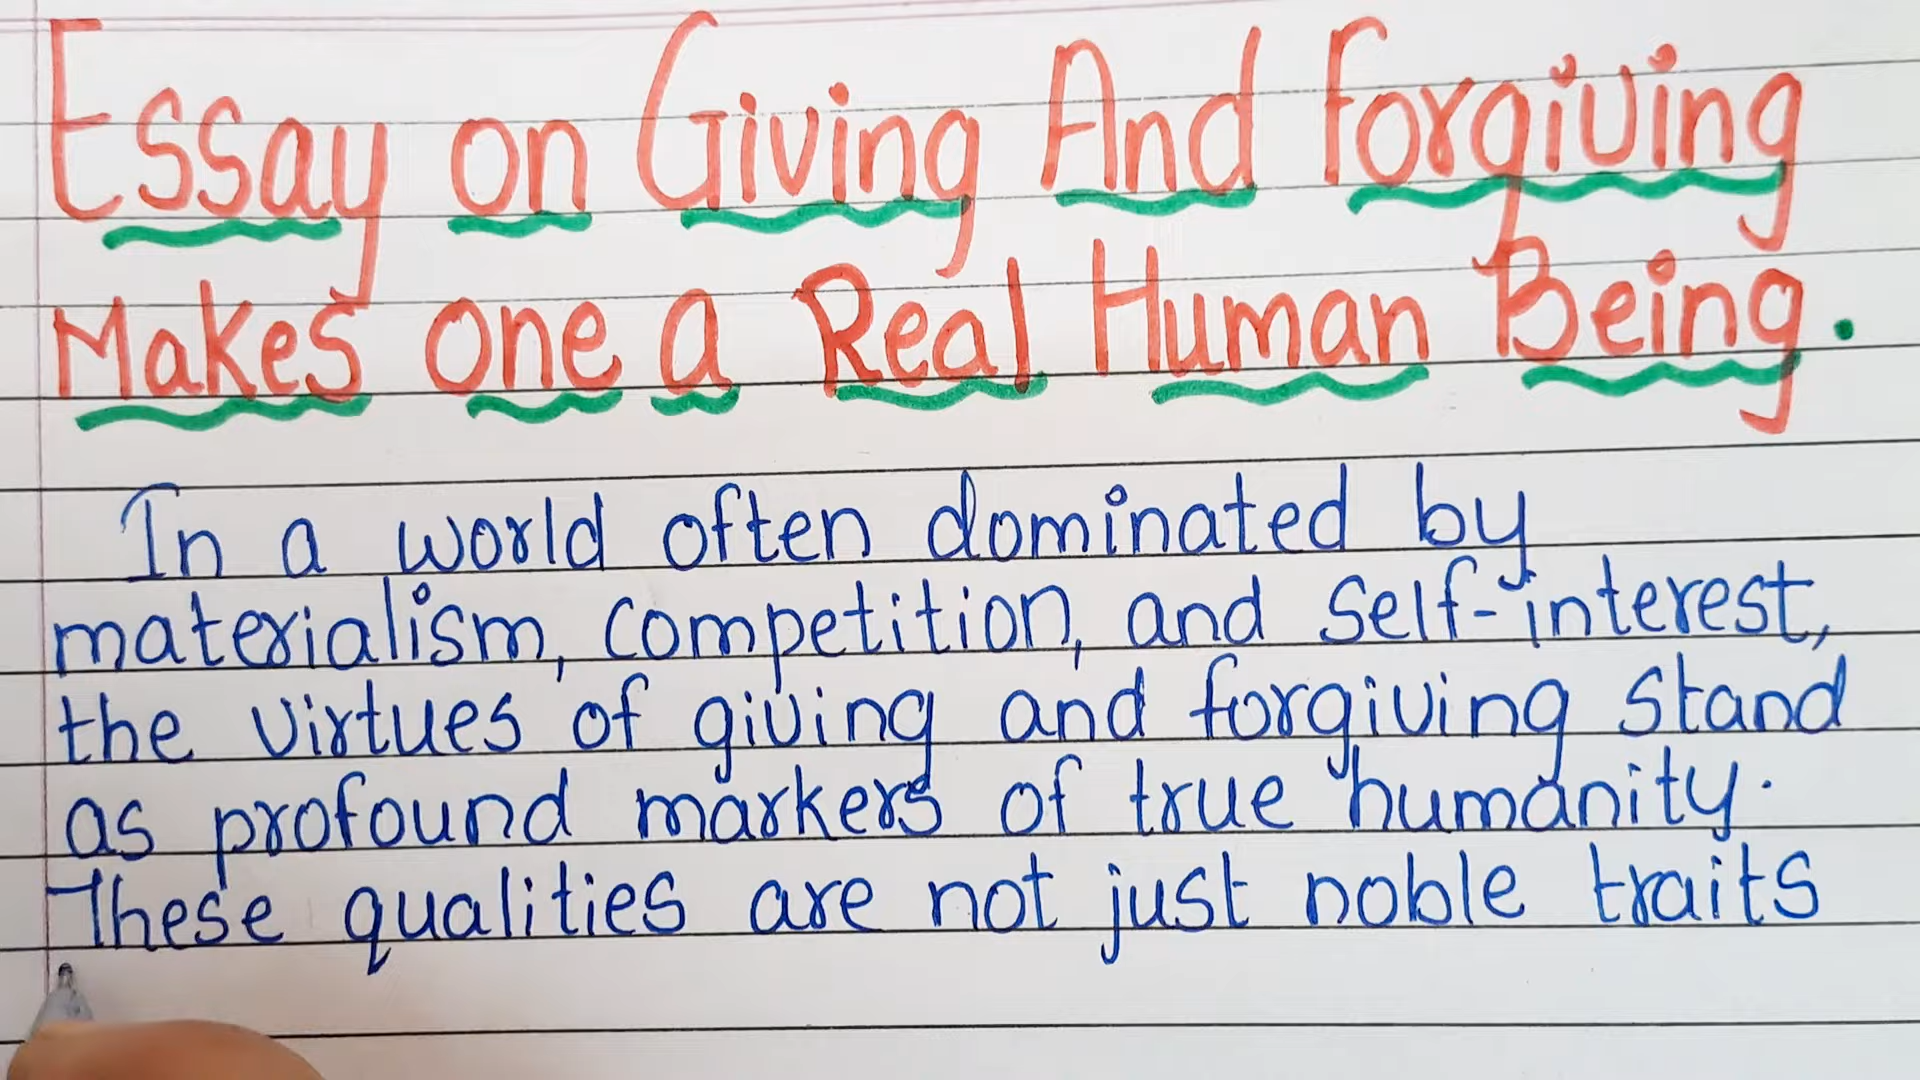 Essay on Giving And Forgiving
Makes one a Real Human Being.
In a world often dominated by
materialism, competition, and self-interest,
the virtues of giving and forgiving stand
as profound markers of true humanity.
These qualities are not just noble traits